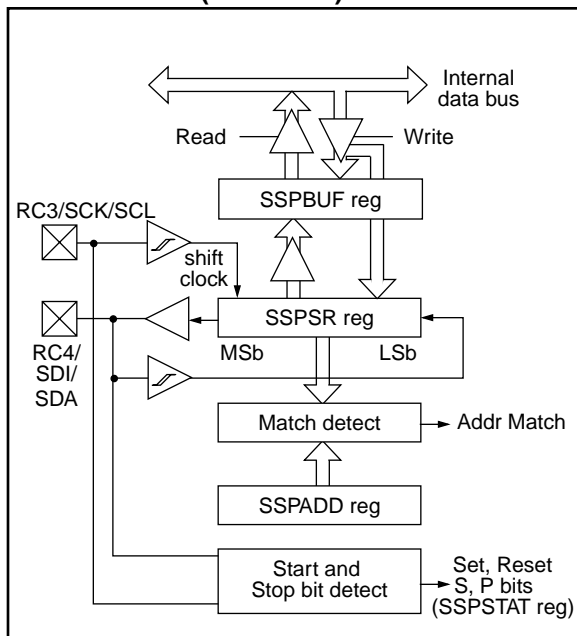 Internal
data bus
Read
Write
SSPBUF reg
RC3/SCK/SCL
shift
clock
SSPSR reg
MSb
LSb
RC4/
SDI/
SDA
Match detect
Addr Match
SSPADD reg
Start and
Stop bit detect
Set, Reset
S, P bits
(SSPSTAT reg)